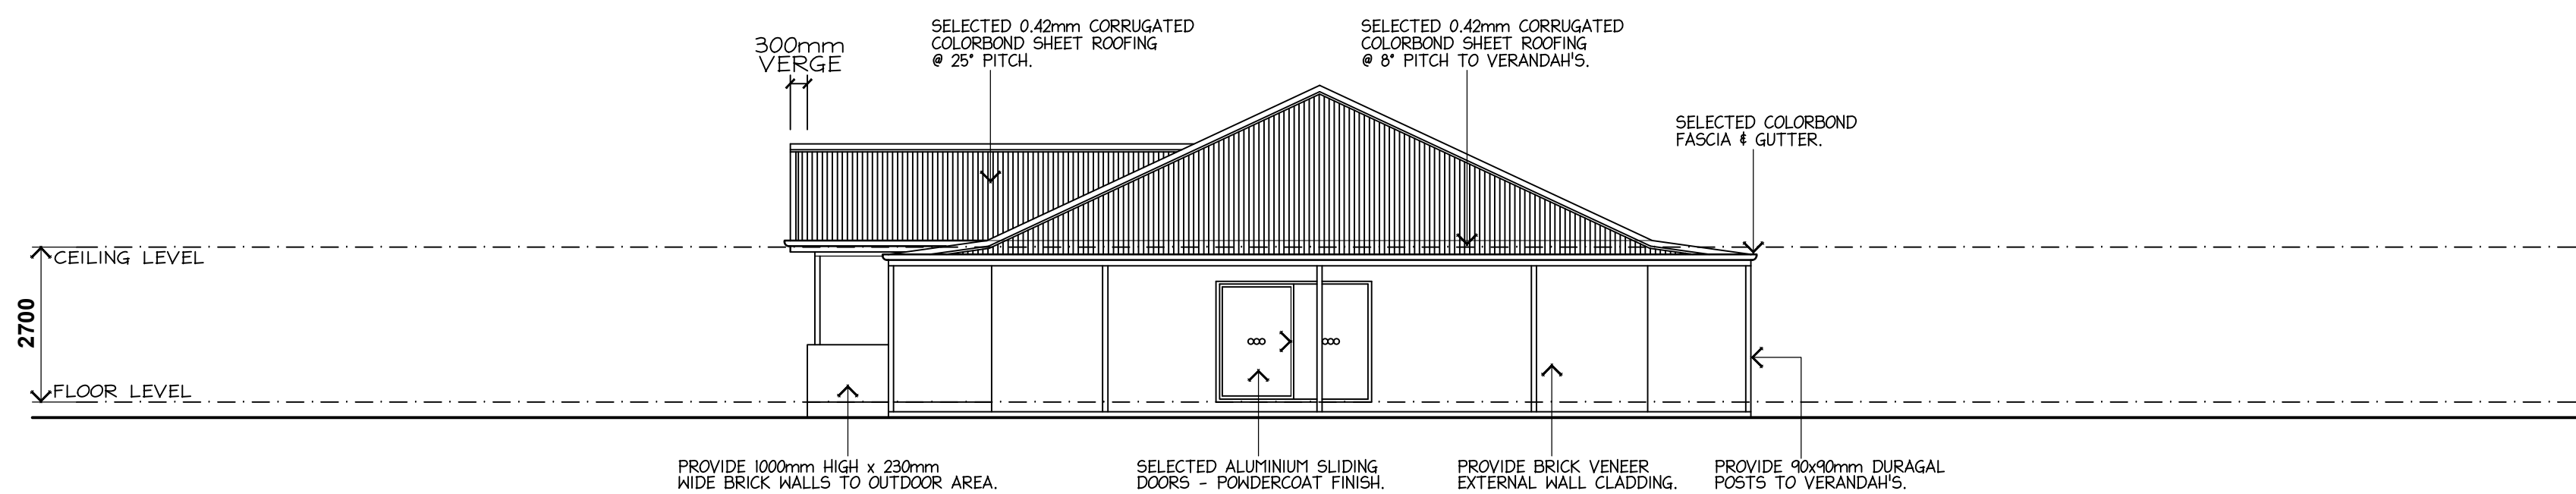 SELECTED 0.42mm CORRUGATED
COLORBOND SHEET ROOFING
@ 25° PITCH.
SELECTED 0.42mm CORRUGATED
COLORBOND SHEET ROOFING
@ 8° PITCH TO VERANDAH'S.
300mm
VERGE
SELECTED COLORBOND
FASCIA & GUTTER.
CEILING LEVEL
2700
FLOOR LEVEL
PROVIDE 1000mm HIGH x 230mm
WIDE BRICK WALLS TO OUTDOOR AREA.
SELECTED ALUMINIUM SLIDING
DOORS - POWDERCOAT FINISH.
PROVIDE BRICK VENEER
EXTERNAL WALL CLADDING.
PROVIDE 90x90mm DURAGAL
POSTS TO VERANDAH'S.